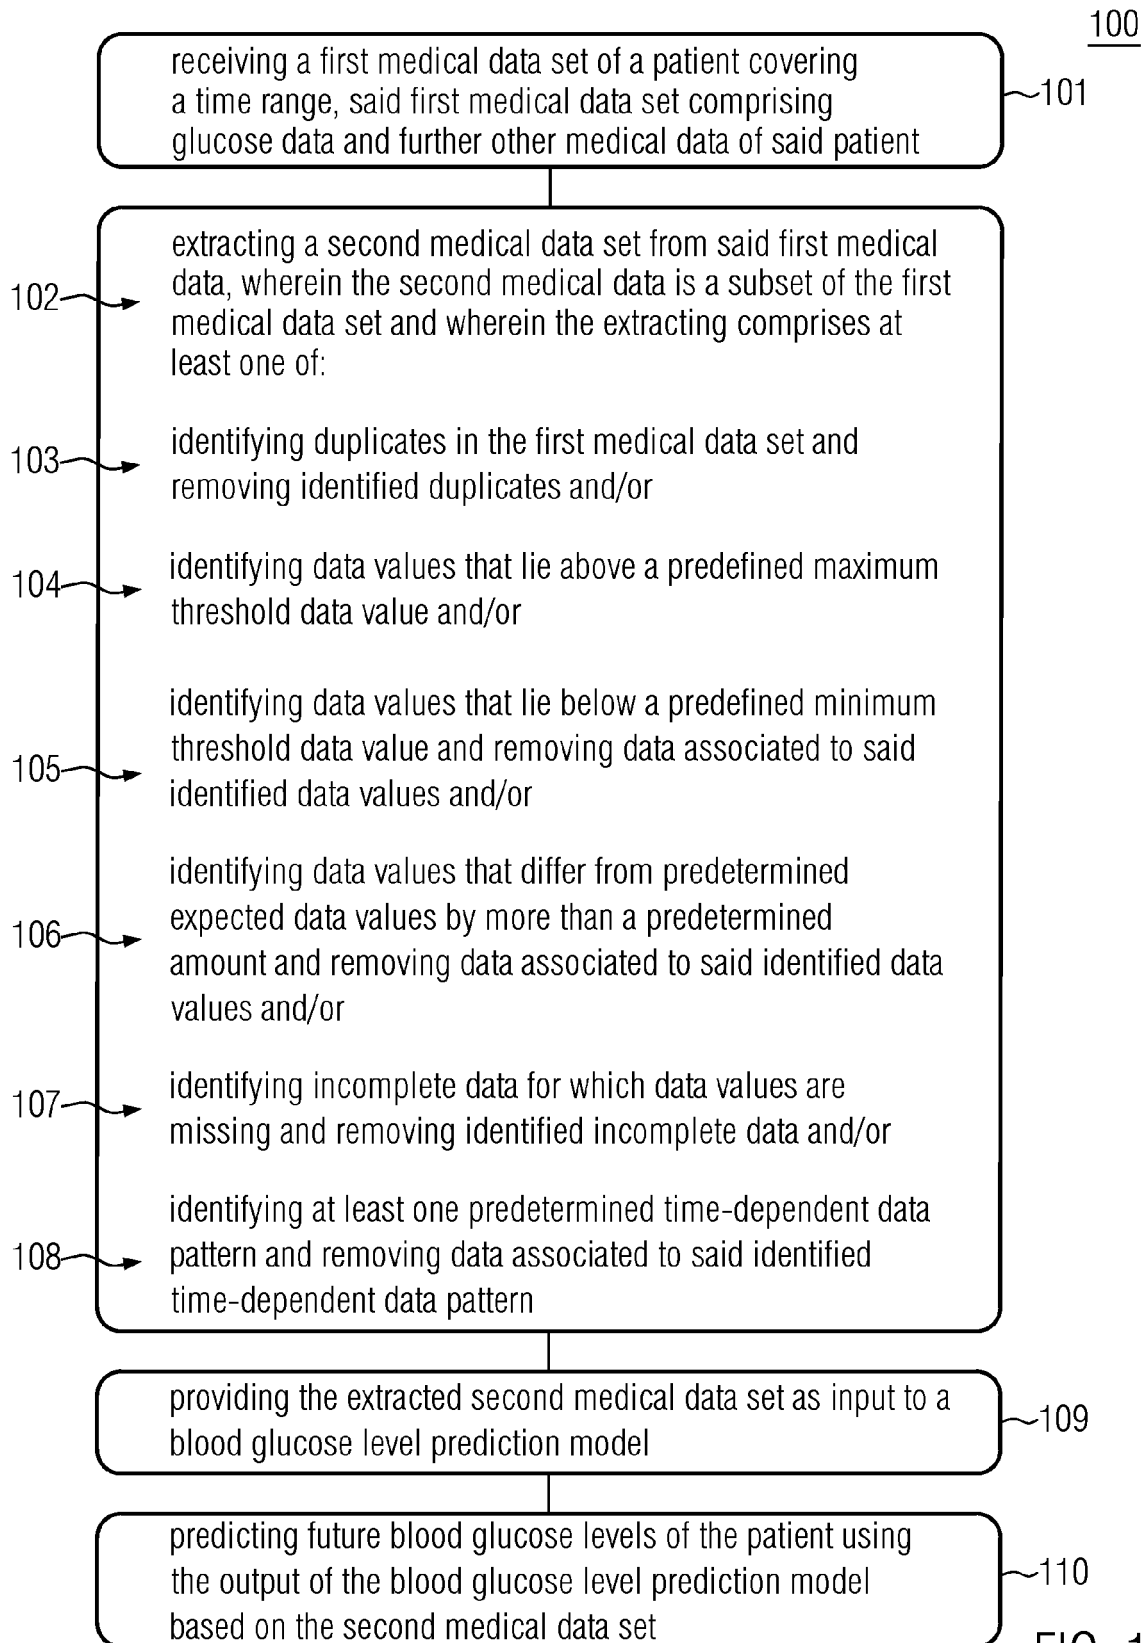 100
receiving a first medical data set of a patient covering
a time range, said first medical data set comprising
glucose data and further other medical data of said patient
101
extracting a second medical data set from said first medical
data, wherein the second medical data is a subset of the first
medical data set and wherein the extracting comprises at
least one of:
102
identifying duplicates in the first medical data set and
removing identified duplicates and/or
103
identifying data values that lie above a predefined maximum
threshold data value and/or
104
identifying data values that lie below a predefined minimum
threshold data value and removing data associated to said
identified data values and/or
105
identifying data values that differ from predetermined
expected data values by more than a predetermined
amount and removing data associated to said identified data
values and/or
106
identifying incomplete data for which data values are
missing and removing identified incomplete data and/or
107
identifying at least one predetermined time-dependent data
pattern and removing data associated to said identified
time-dependent data pattern
108
providing the extracted second medical data set as input to a
blood glucose level prediction model
109
predicting future blood glucose levels of the patient using
the output of the blood glucose level prediction model
based on the second medical data set
110
FIG. 1